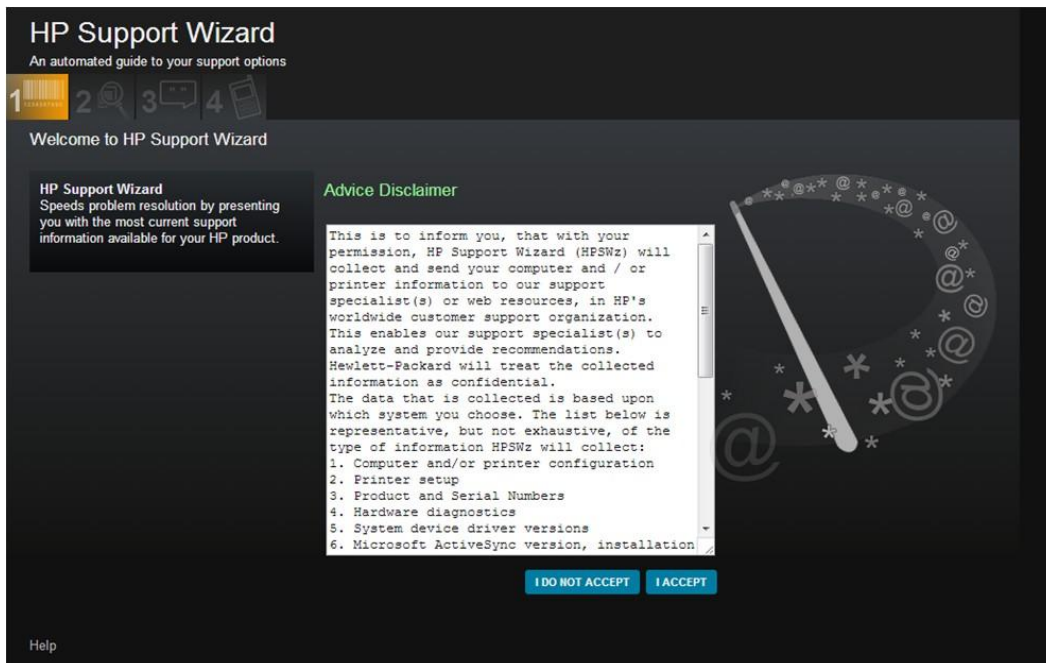 HP Support Wizard
An automated guide to your support options
1 2 3 4
Welcome to HP Support Wizard
HP Support Wizard
Speeds problem resolution by presenting
you with the most current support
information available for your HP product.
Advice Disclaimer
This is to inform you, that with your
permission, HP Support Wizard (HPSWz) will
collect and send your computer and / or
printer information to our support
specialist(s) or web resources, in HP's
worldwide customer support organization.
This enables our support specialist(s) to
analyze and provide recommendations.
Hewlett-Packard will treat the collected
information as confidential.
The data that is collected is based upon
which system you choose. The list below is
representative, but not exhaustive, of the
type of information HPSWz will collect:
1. Computer and/or printer configuration
2. Printer setup
3. Product and Serial Numbers
4. Hardware diagnostics
5. System device driver versions
6. Microsoft ActiveSync version, installation
I DO NOT ACCEPT I ACCEPT
Help